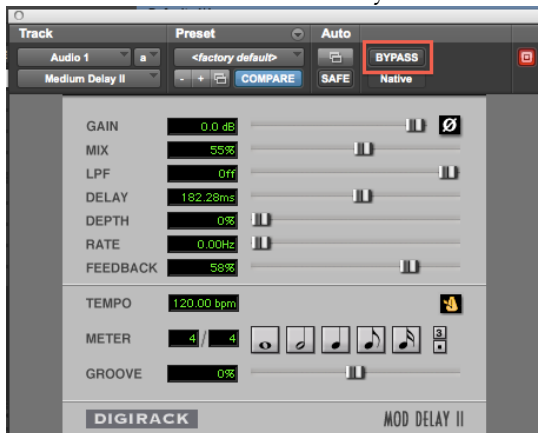 Track Preset Auto
Audio 1 a <factory default> BYPASS
Medium Delay II - + COMPARE SAFE Native
GAIN 0.0 dB Ø
MIX 55%
LPF Off
DELAY 182.28ms
DEPTH 0%
RATE 0.00Hz
FEEDBACK 58%
TEMPO 120.00 bpm
METER 4 / 4 3
GROOVE 0%
DIGIRACK MOD DELAY II